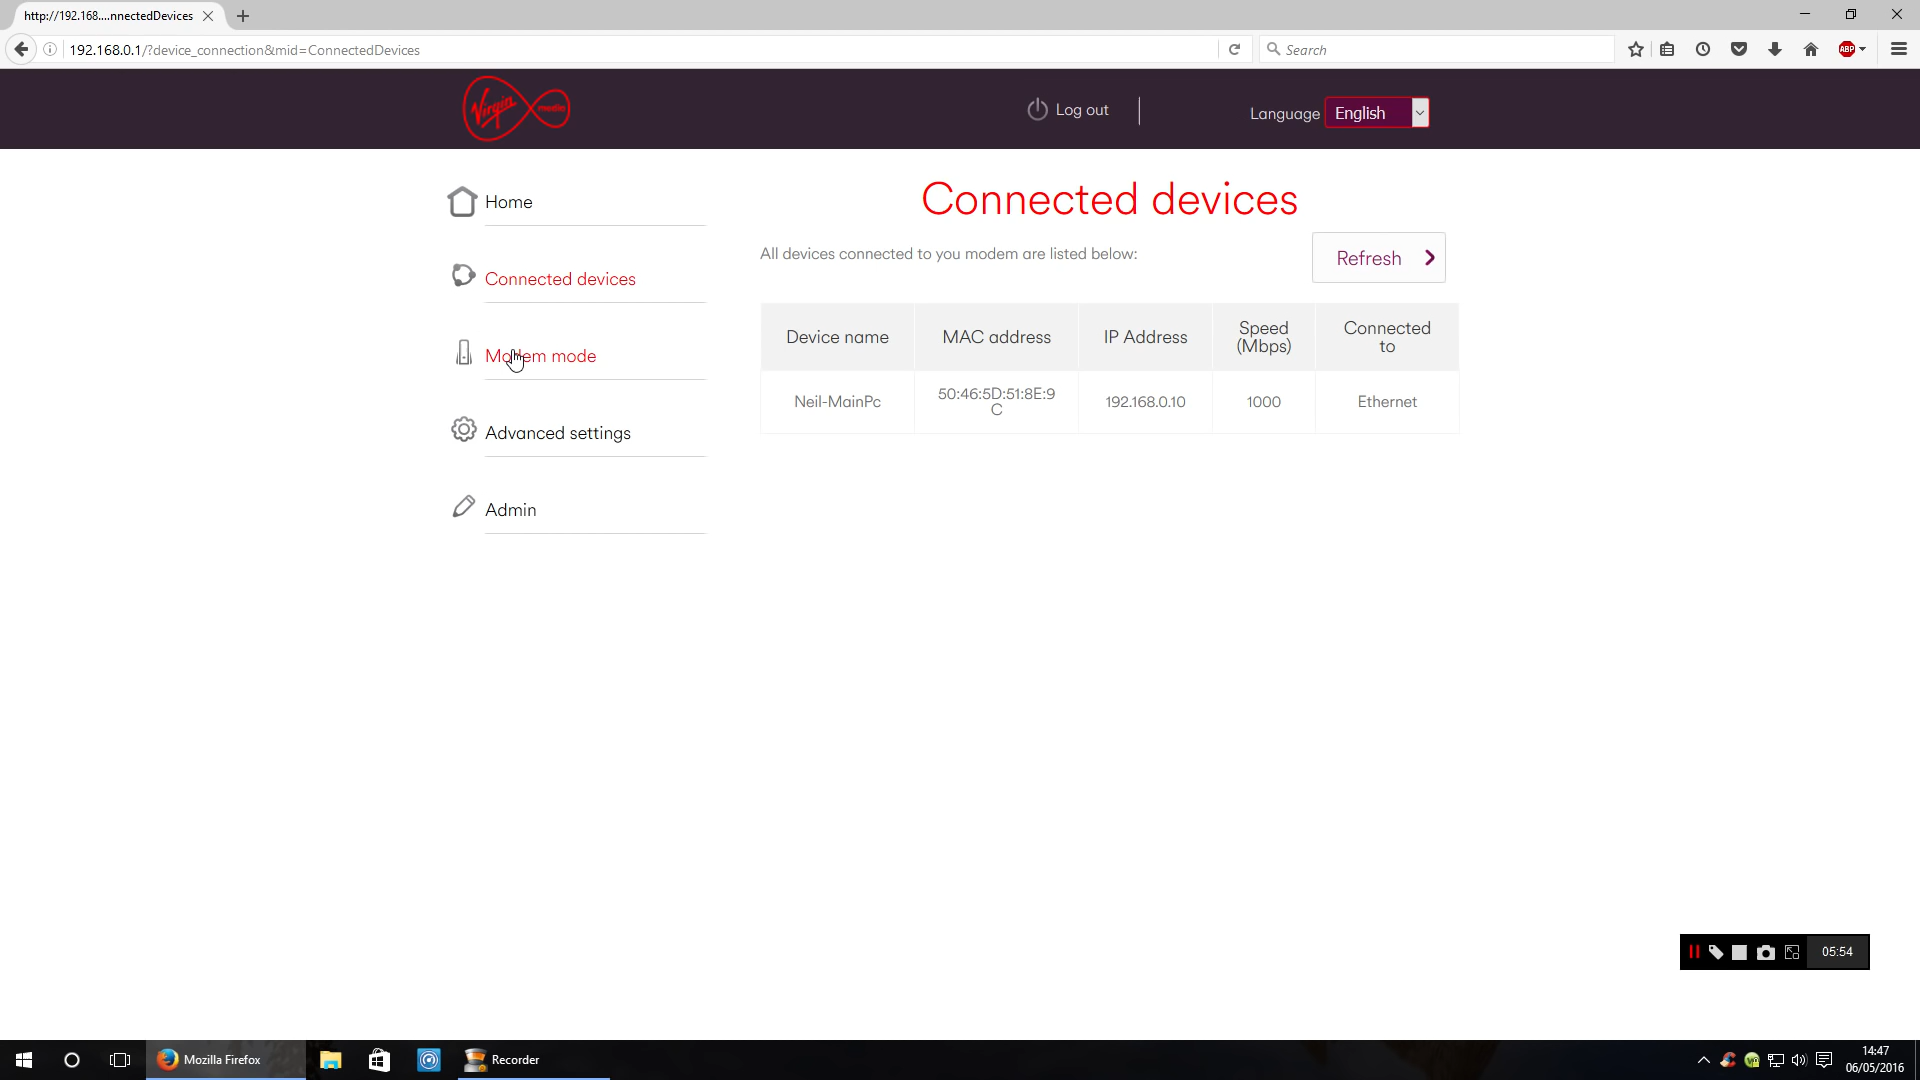 http://192.168....nnectedDevices
192.168.0.1/?device_connection&mid=ConnectedDevices
Search
ABP
Virgin media
Log out
Language English
Home
Connected devices
Modem mode
Advanced settings
Admin
Connected devices
All devices connected to you modem are listed below:
Refresh
Device name MAC address IP Address Speed (Mbps) Connected to
Neil-MainPc 50:46:5D:51:8E:9C 192.168.0.10 1000 Ethernet
05:54
Mozilla Firefox
Recorder
14:47
06/05/2016